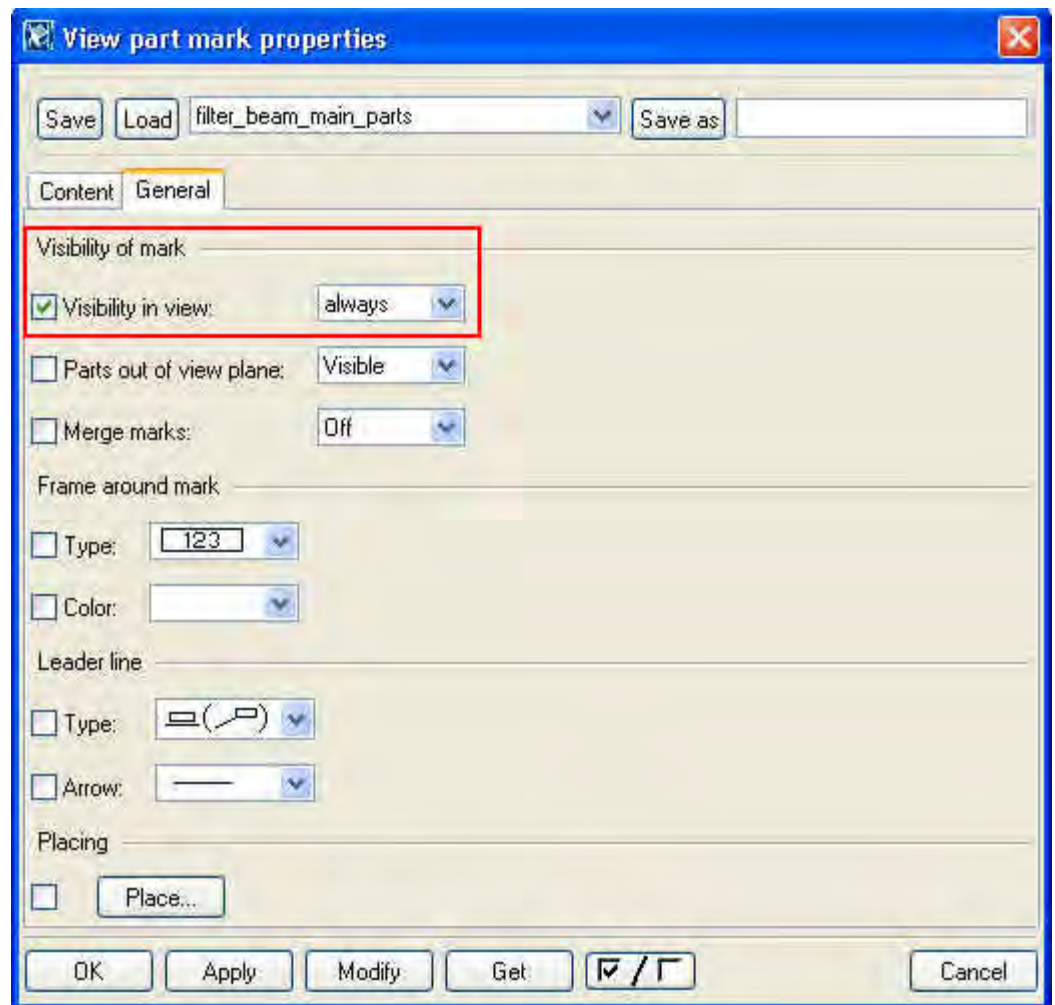 View part mark properties
Save Load filter_beam_main_parts Save as
Content General
Visibility of mark
Visibility in view: always
Parts out of view plane: Visible
Merge marks: Off
Frame around mark
Type: 123
Color:
Leader line
Type:
Arrow:
Placing
Place...
OK Apply Modify Get Cancel